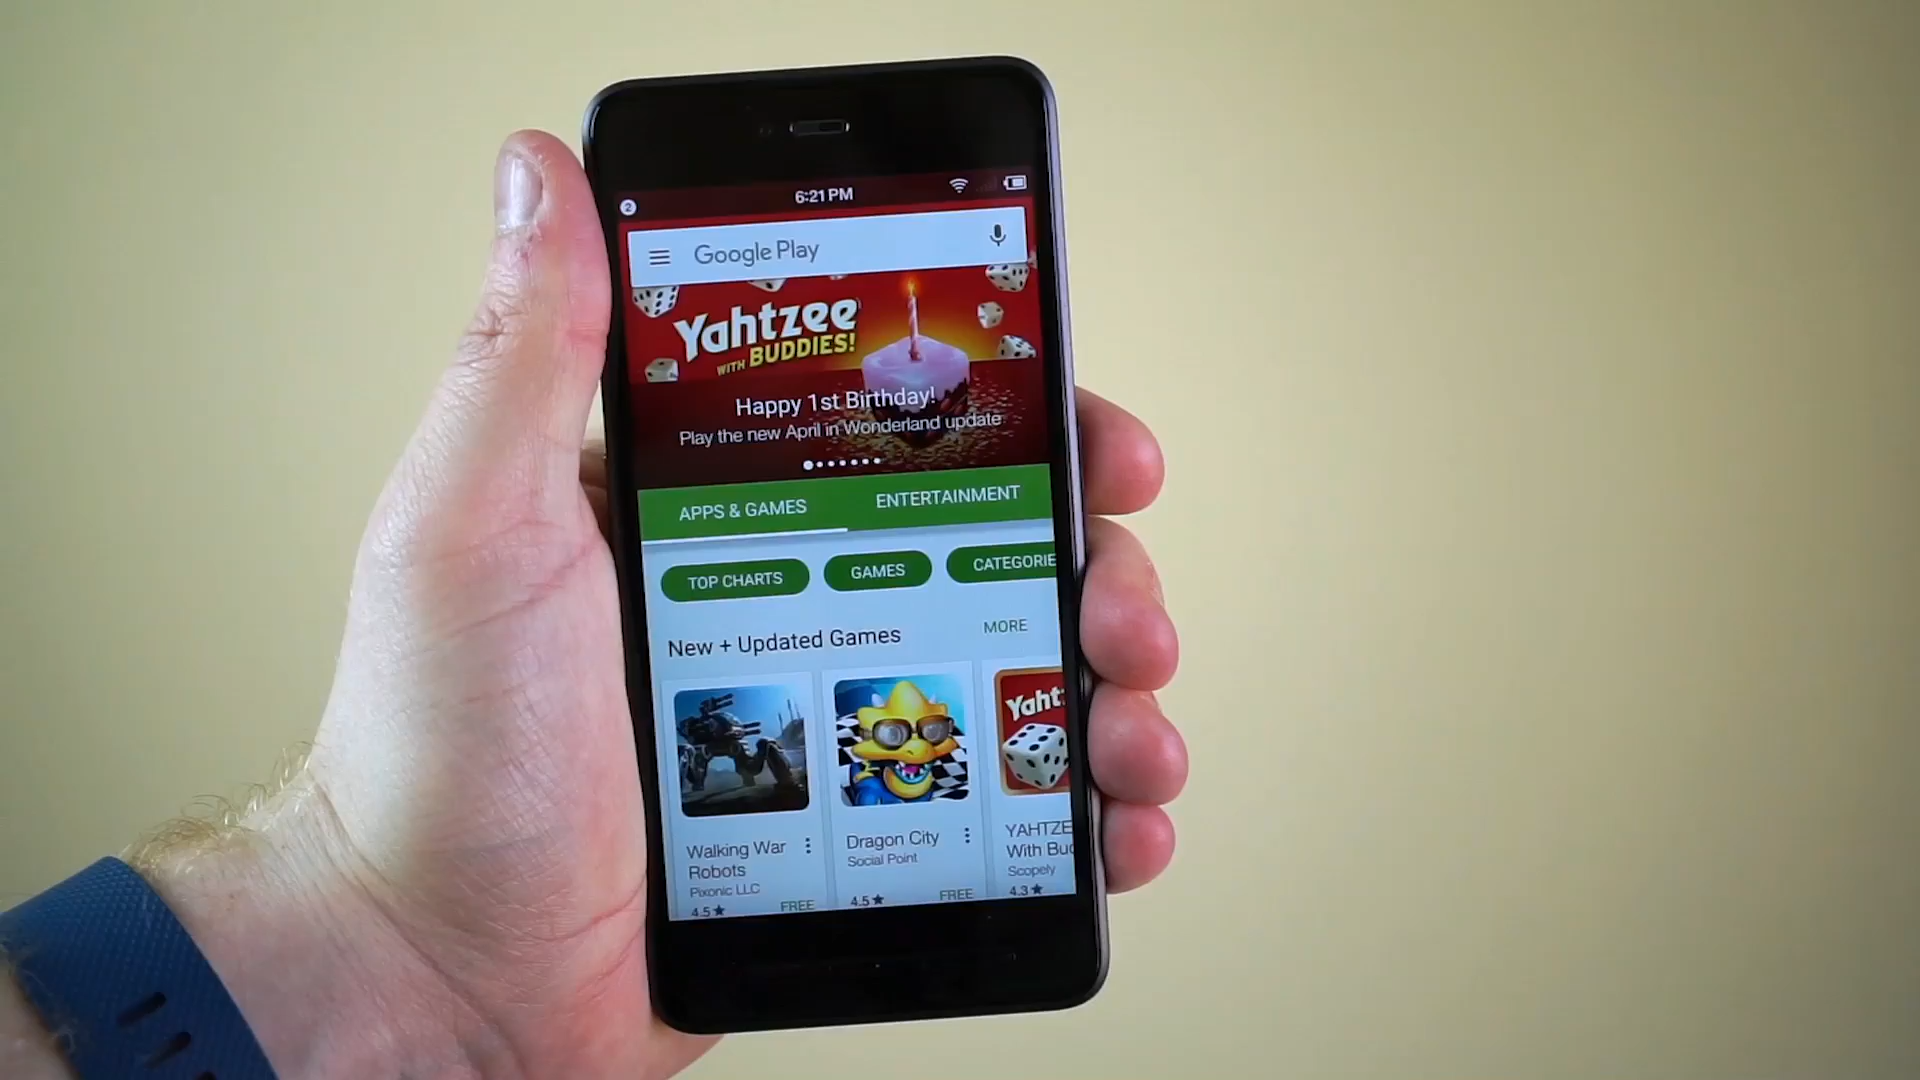 2
6:21 PM
Google Play
Yahtzee
WITH BUDDIES!
Happy 1st Birthday!
Play the new April in Wonderland update
APPS & GAMES
ENTERTAINMENT
TOP CHARTS
GAMES
CATEGORIE
New + Updated Games
MORE
Yaht
Walking War
Robots
Pixonic LLC
4.5★
FREE
Dragon City
Social Point
4.5★
FREE
YAHTZE
With Bud
Scopely
4.3★